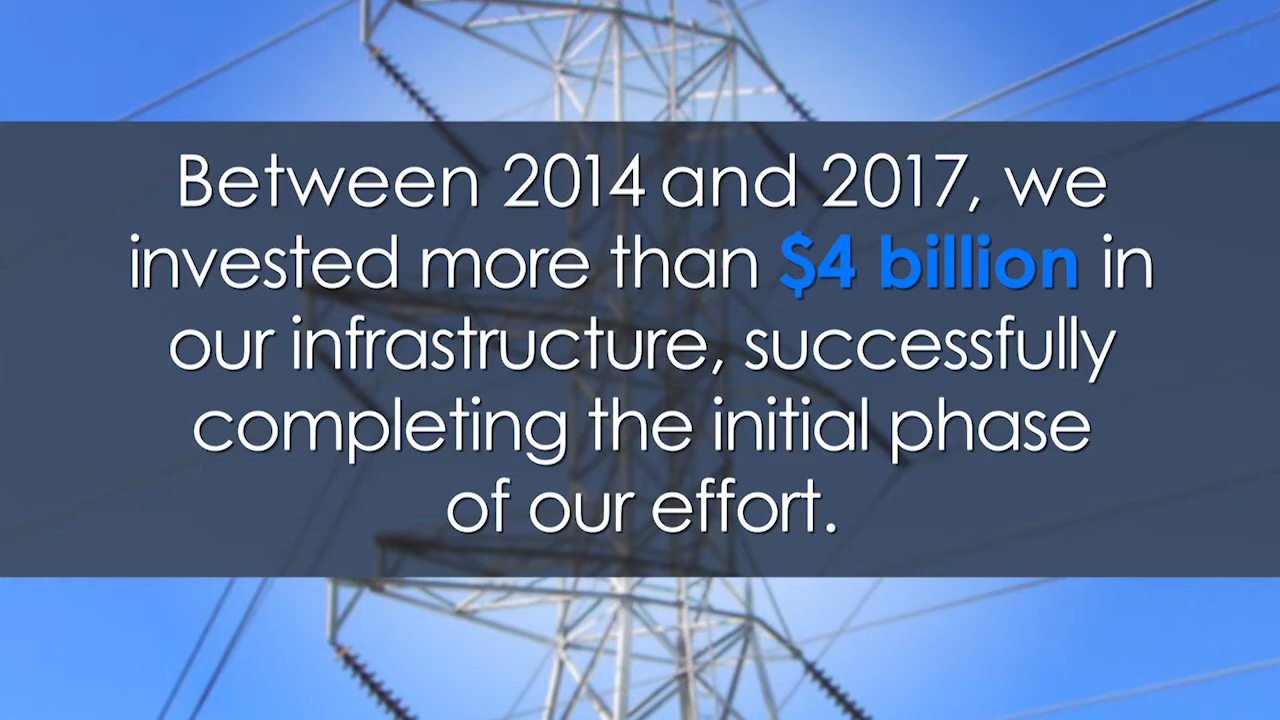 Between 2014 and 2017, we
invested more than $4 billion in
our infrastructure, successfully
completing the initial phase
of our effort.